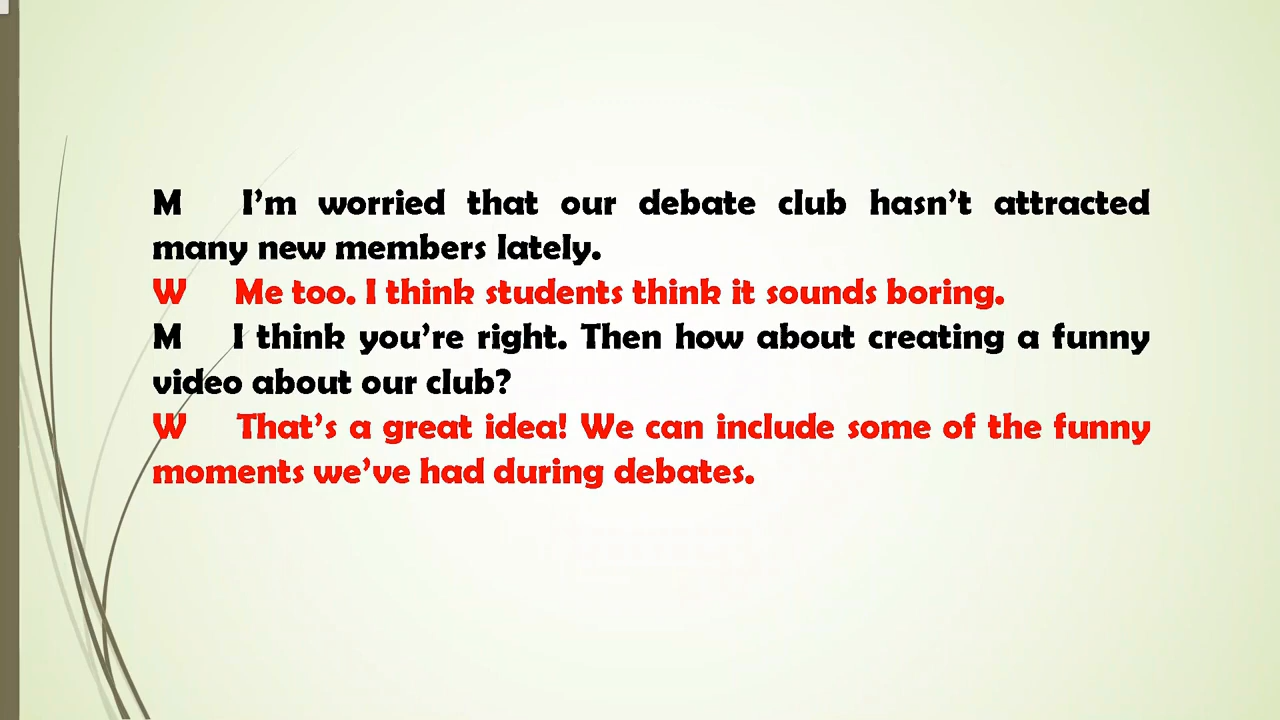 M I’m worried that our debate club hasn’t attracted
many new members lately.
W Me too. I think students think it sounds boring.
M I think you’re right. Then how about creating a funny
video about our club?
W That’s a great idea! We can include some of the funny
moments we’ve had during debates.